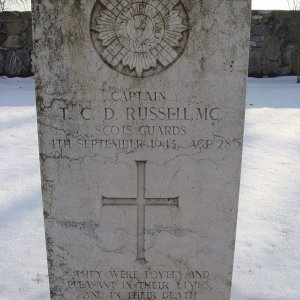 CAPTAIN
T. C. D. RUSSELL, MC
SCOTS GUARDS
4TH SEPTEMBER 1945 AGE 25
THEY WERE LOVELY AND
PLEASANT IN THEIR LIVES,
AND IN THEIR DEATH